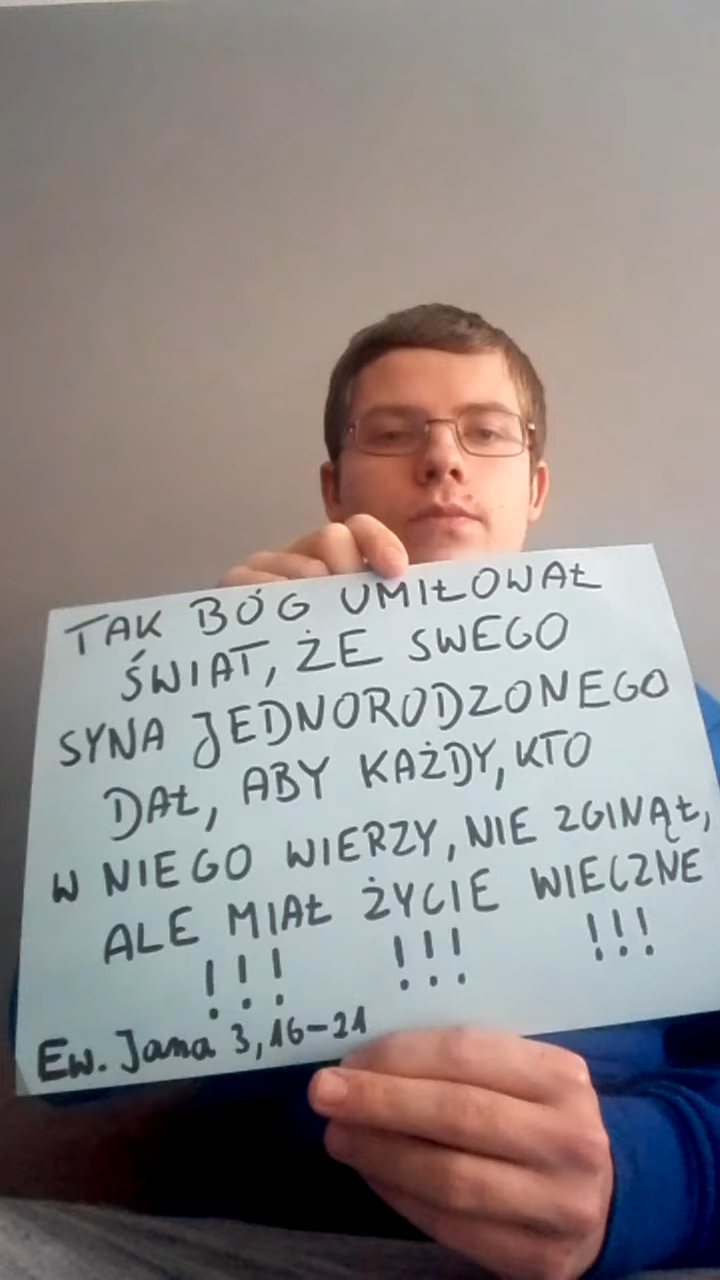 TAK BÓG UMIŁOWAŁ
ŚWIAT, ŻE SWEGO
SYNA JEDNORODZONEGO
DAŁ, ABY KAŻDY, KTO
W NIEGO WIERZY, NIE ZGINĄŁ,
ALE MIAŁ ŻYCIE WIECZNE
!!! !!! !!!
Ew. Jana 3,16-21